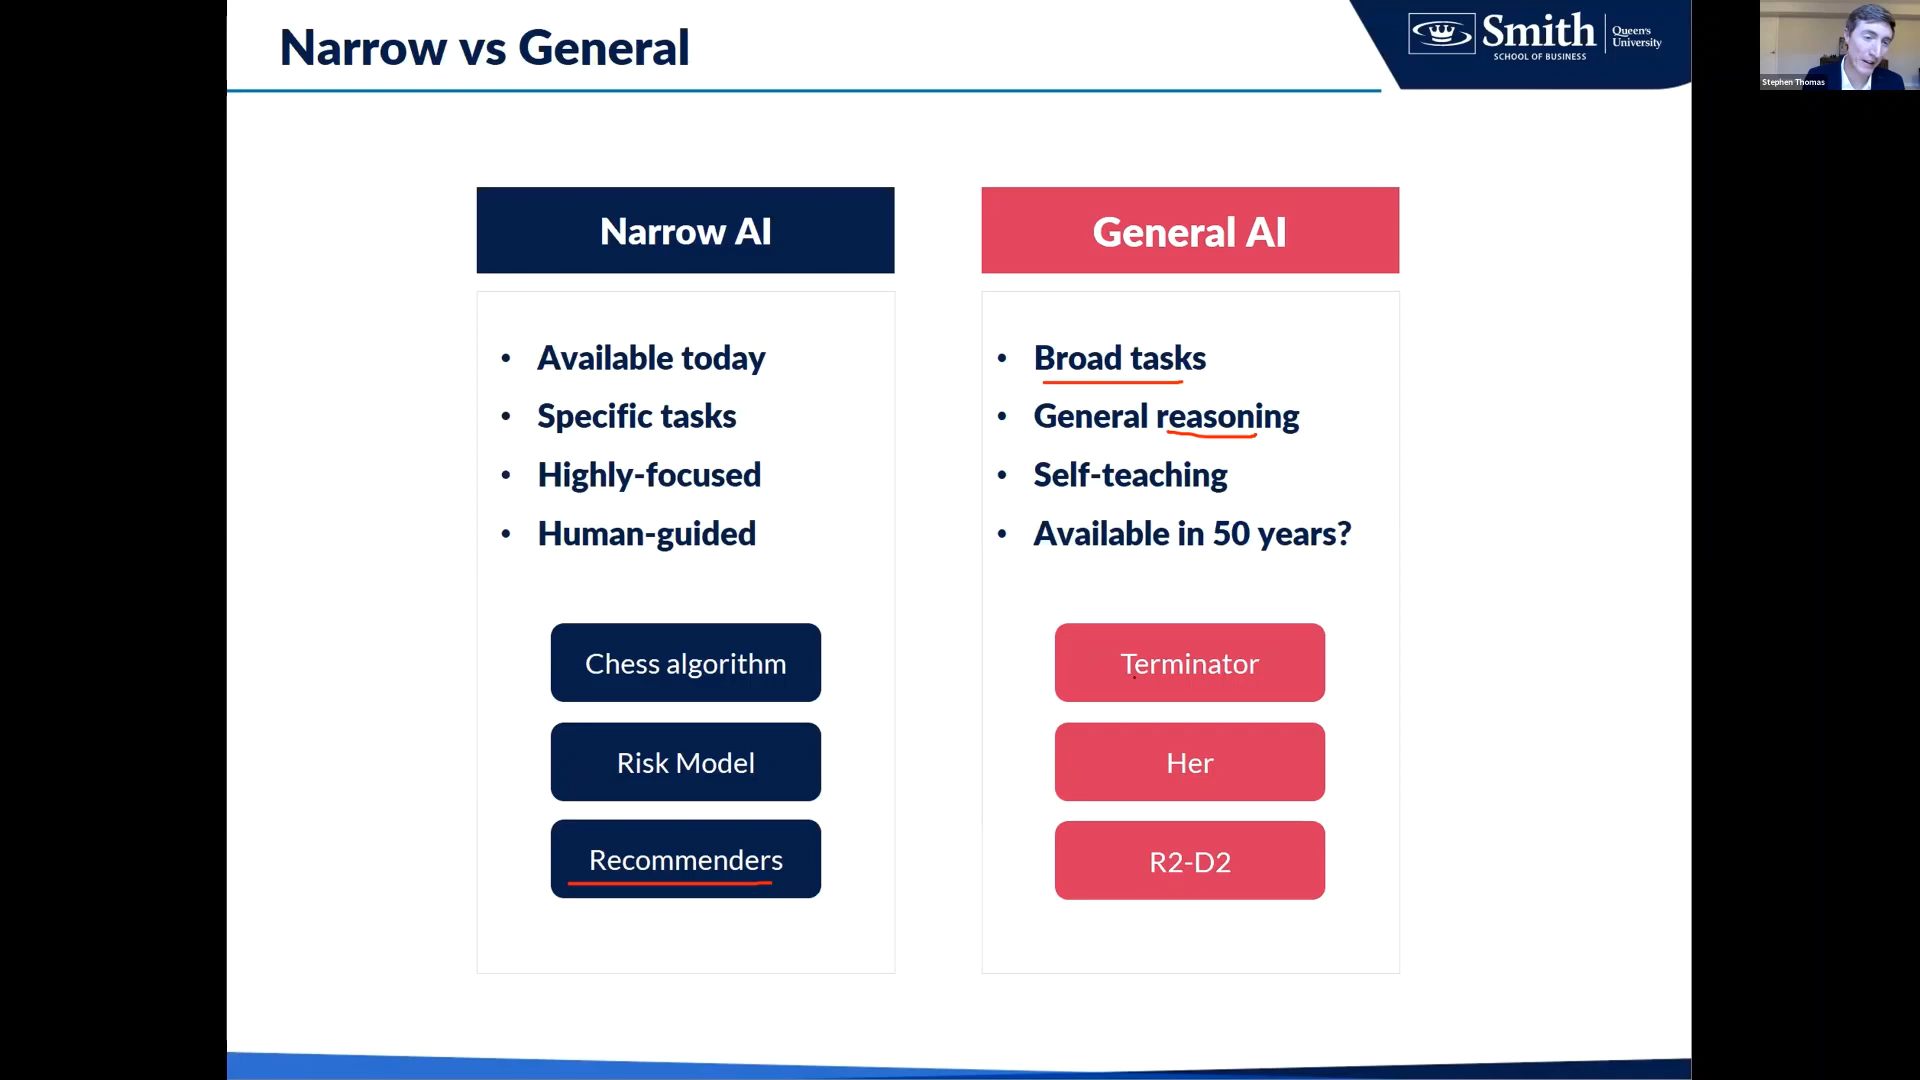 Narrow vs General
Smith
SCHOOL OF BUSINESS
Queen's
University
Stephen Thomas
Narrow AI
• Available today
• Specific tasks
• Highly-focused
• Human-guided
Chess algorithm
Risk Model
Recommenders
General AI
• Broad tasks
• General reasoning
• Self-teaching
• Available in 50 years?
Terminator
Her
R2-D2